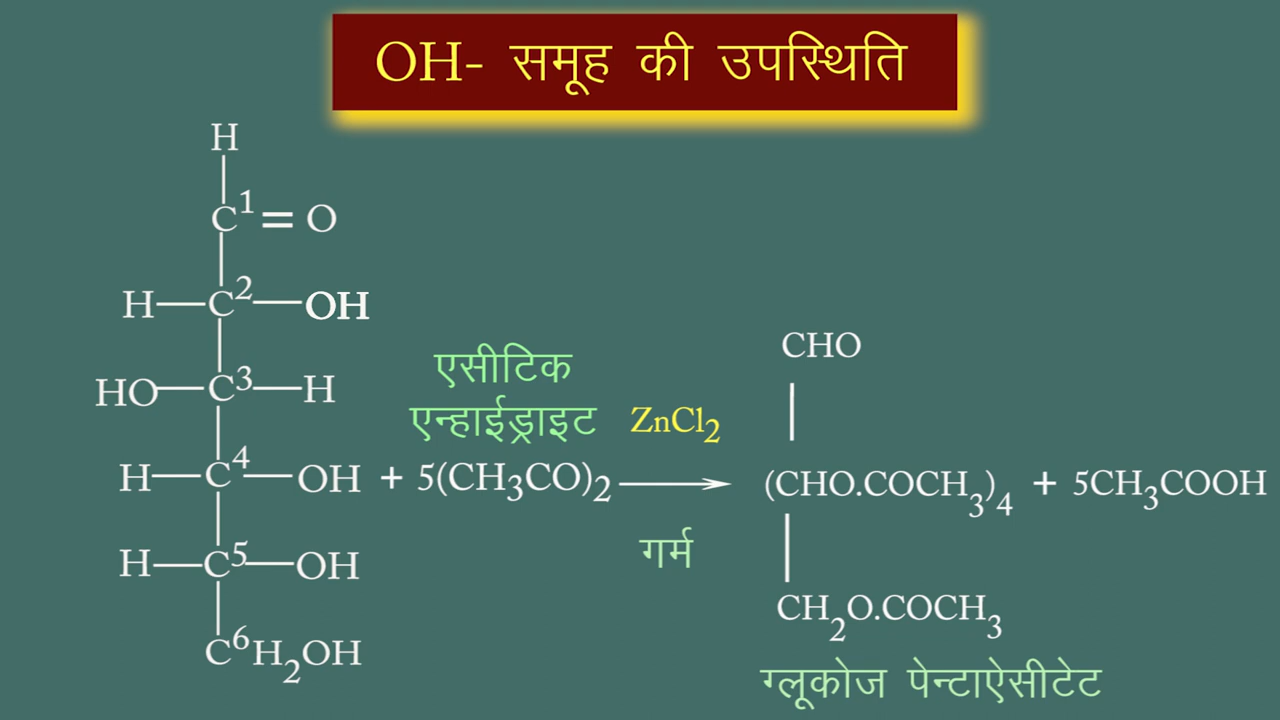 OH- समूह की उपस्थिति
H
C¹ = O
H—C²—OH
HO—C³—H
H—C⁴—OH + 5(CH₃CO)₂
H—C⁵—OH
C⁶H₂OH
एसीटिक
एन्हाईड्राइट
ZnCl₂
गर्म
CHO
(CHO.COCH₃)₄ + 5CH₃COOH
CH₂O.COCH₃
ग्लूकोज पेन्टाऐसीटेट